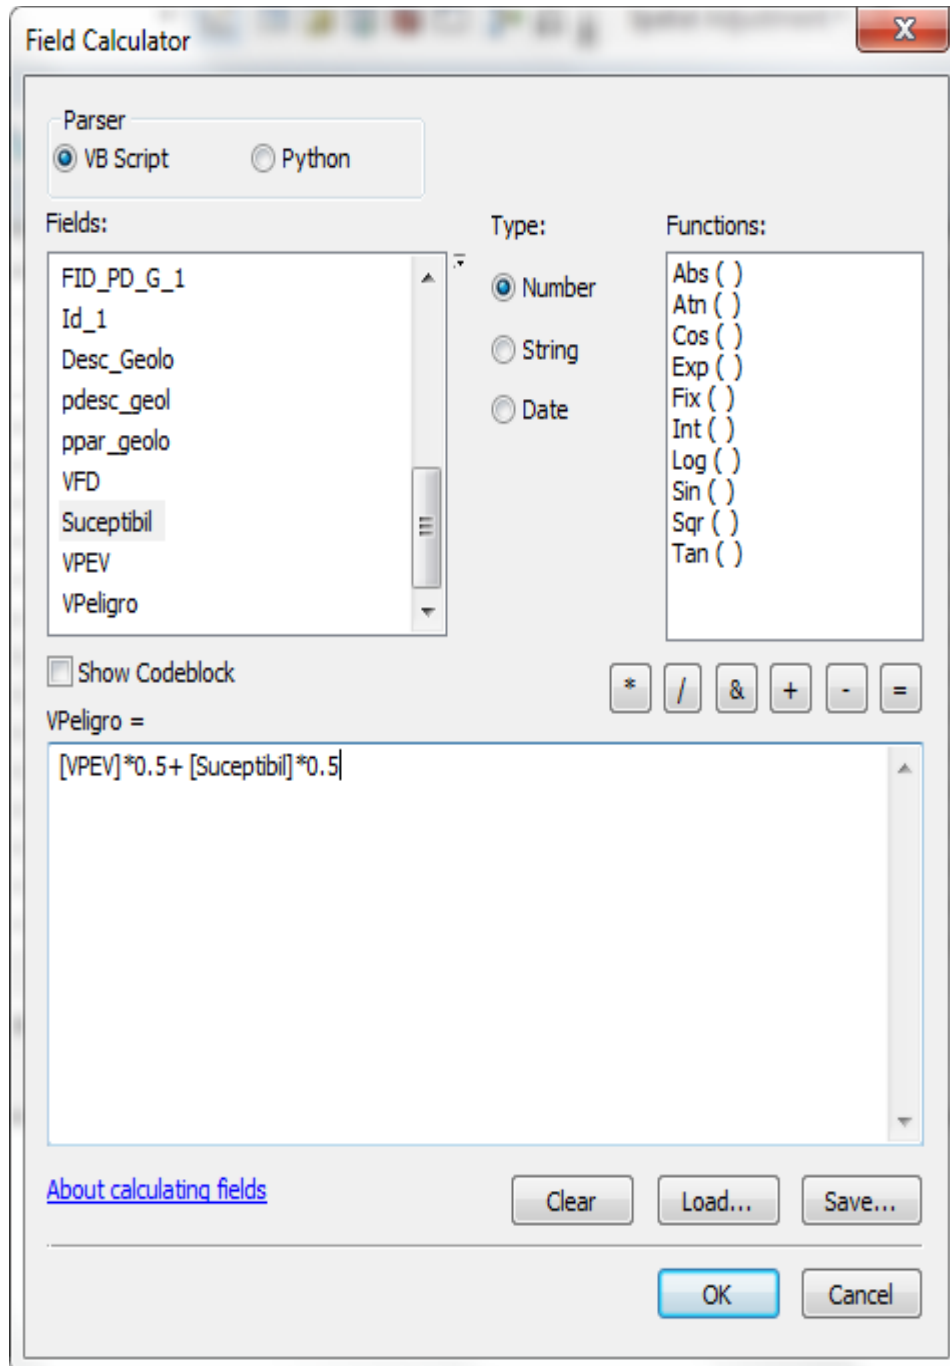 Field Calculator
X
Parser
VB Script
Python
Fields:
FID_PD_G_1
Id_1
Desc_Geolo
pdesc_geol
ppar_geolo
VFD
Suceptibil
VPEV
VPeligro
Type:
Number
String
Date
Functions:
Abs ( )
Atn ( )
Cos ( )
Exp ( )
Fix ( )
Int ( )
Log ( )
Sin ( )
Sqr ( )
Tan ( )
Show Codeblock
* / & + - =
VPeligro =
[VPEV]*0.5+ [Suceptibil]*0.5
About calculating fields
Clear Load... Save...
OK Cancel